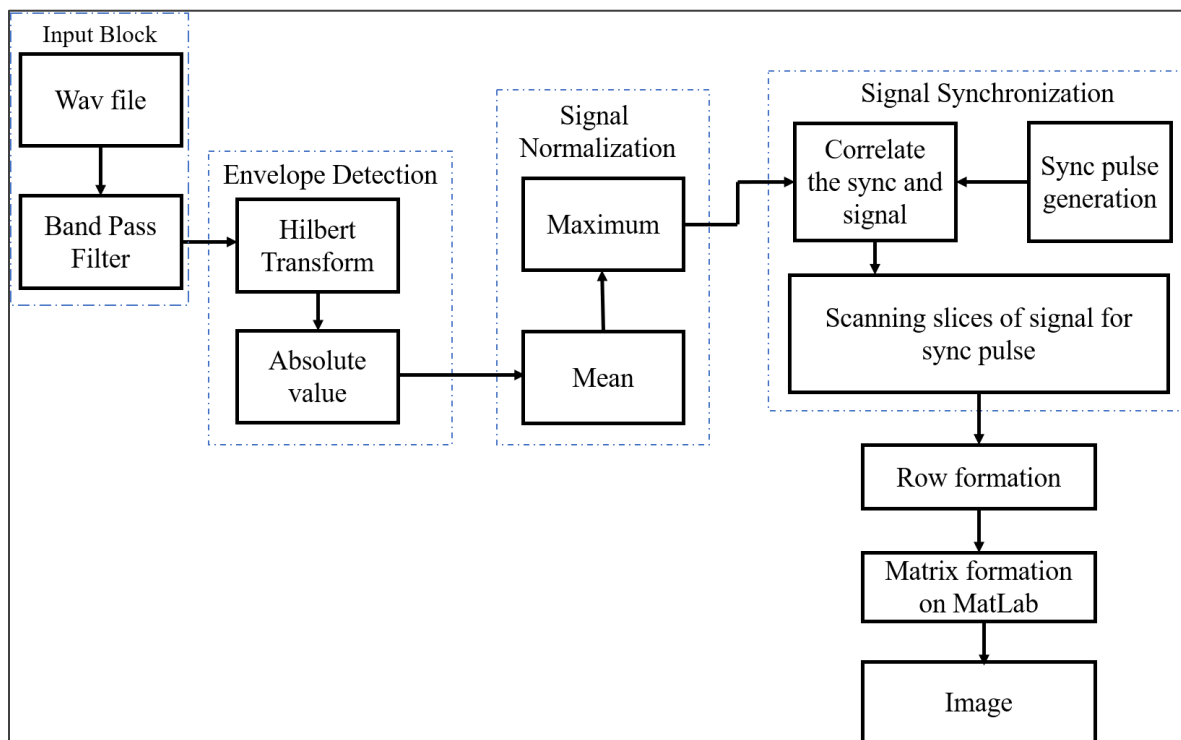 Input Block
Wav file
Band Pass
Filter
Envelope Detection
Hilbert
Transform
Absolute
value
Signal
Normalization
Maximum
Mean
Signal Synchronization
Correlate
the sync and
signal
Sync pulse
generation
Scanning slices of signal for
sync pulse
Row formation
Matrix formation
on MatLab
Image